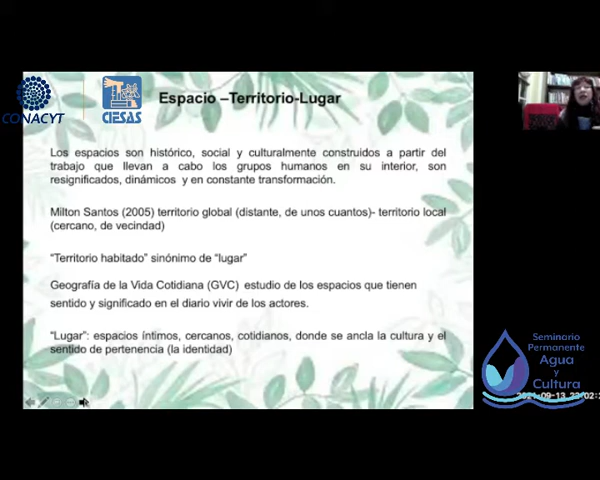 CONACYT
CIESAS
Espacio –Territorio-Lugar
Los espacios son histórico, social y culturalmente construidos a partir del
trabajo que llevan a cabo los grupos humanos en su interior, son
resignificados, dinámicos y en constante transformación.
Milton Santos (2005) territorio global (distante, de unos cuantos)- territorio local
(cercano, de vecindad)
“Territorio habitado” sinónimo de “lugar”
Geografía de la Vida Cotidiana (GVC) estudio de los espacios que tienen
sentido y significado en el diario vivir de los actores.
“Lugar”: espacios íntimos, cercanos, cotidianos, donde se ancla la cultura y el
sentido de pertenencia (la identidad)
Seminario
Permanente
Agua
y
Cultura